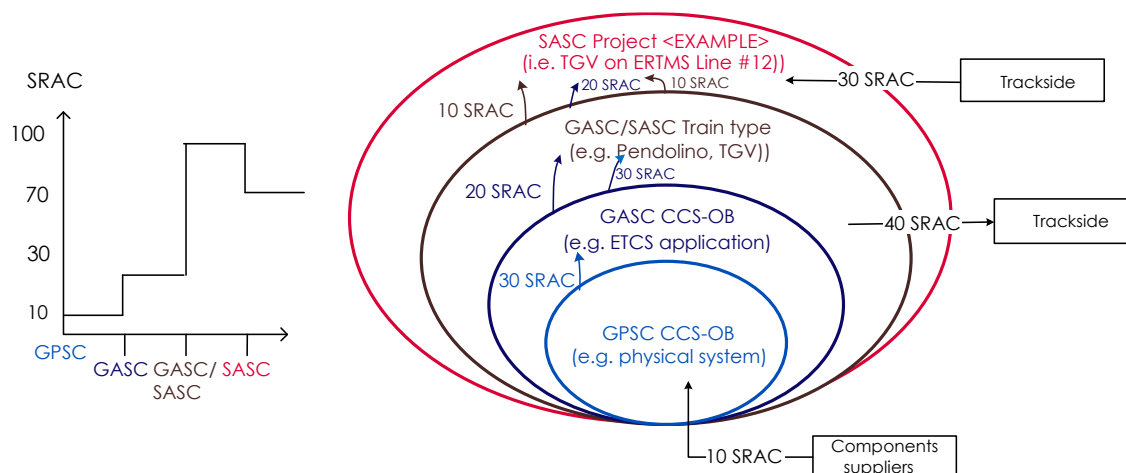 SRAC
100
70
30
10
GPSC
GASC
GASC/
SASC
SASC
SASC Project <EXAMPLE>
(i.e. TGV on ERTMS Line #12))
20 SRAC
10 SRAC
10 SRAC
30 SRAC
Trackside
GASC/SASC Train type
(e.g. Pendolino, TGV))
20 SRAC
30 SRAC
GASC CCS-OB
(e.g. ETCS application)
40 SRAC
Trackside
30 SRAC
GPSC CCS-OB
(e.g. physical system)
10 SRAC
Components
suppliers